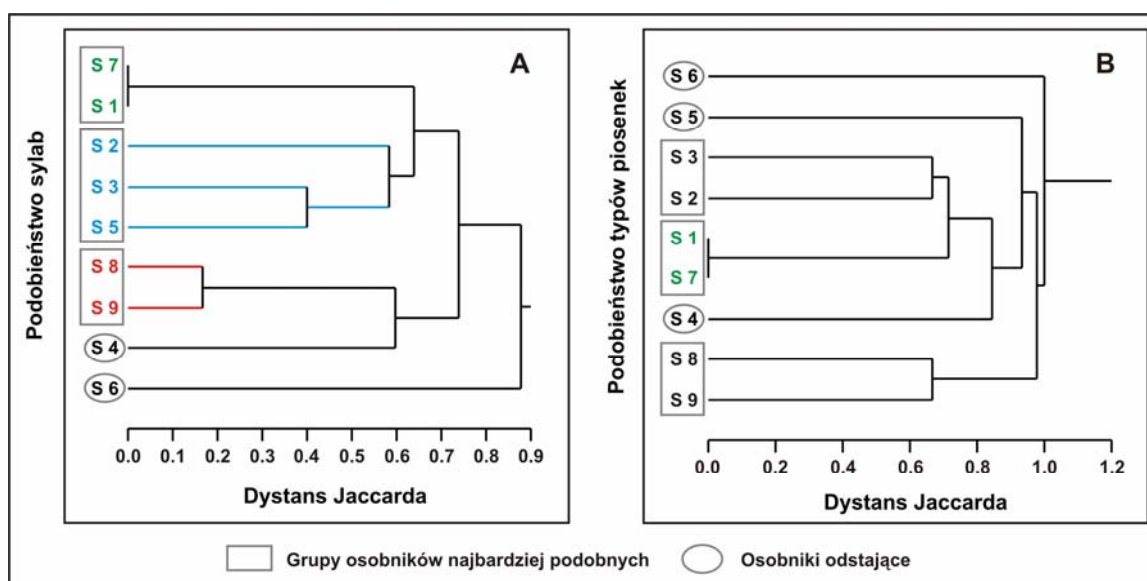 A
Podobieństwo sylab
S 7
S 1
S 2
S 3
S 5
S 8
S 9
S 4
S 6
0.0 0.1 0.2 0.3 0.4 0.5 0.6 0.7 0.8 0.9
Dystans Jaccarda
B
Podobieństwo typów piosenek
S 6
S 5
S 3
S 2
S 1
S 7
S 4
S 8
S 9
0.0 0.2 0.4 0.6 0.8 1.0 1.2
Dystans Jaccarda
Grupy osobników najbardziej podobnych
Osobniki odstające